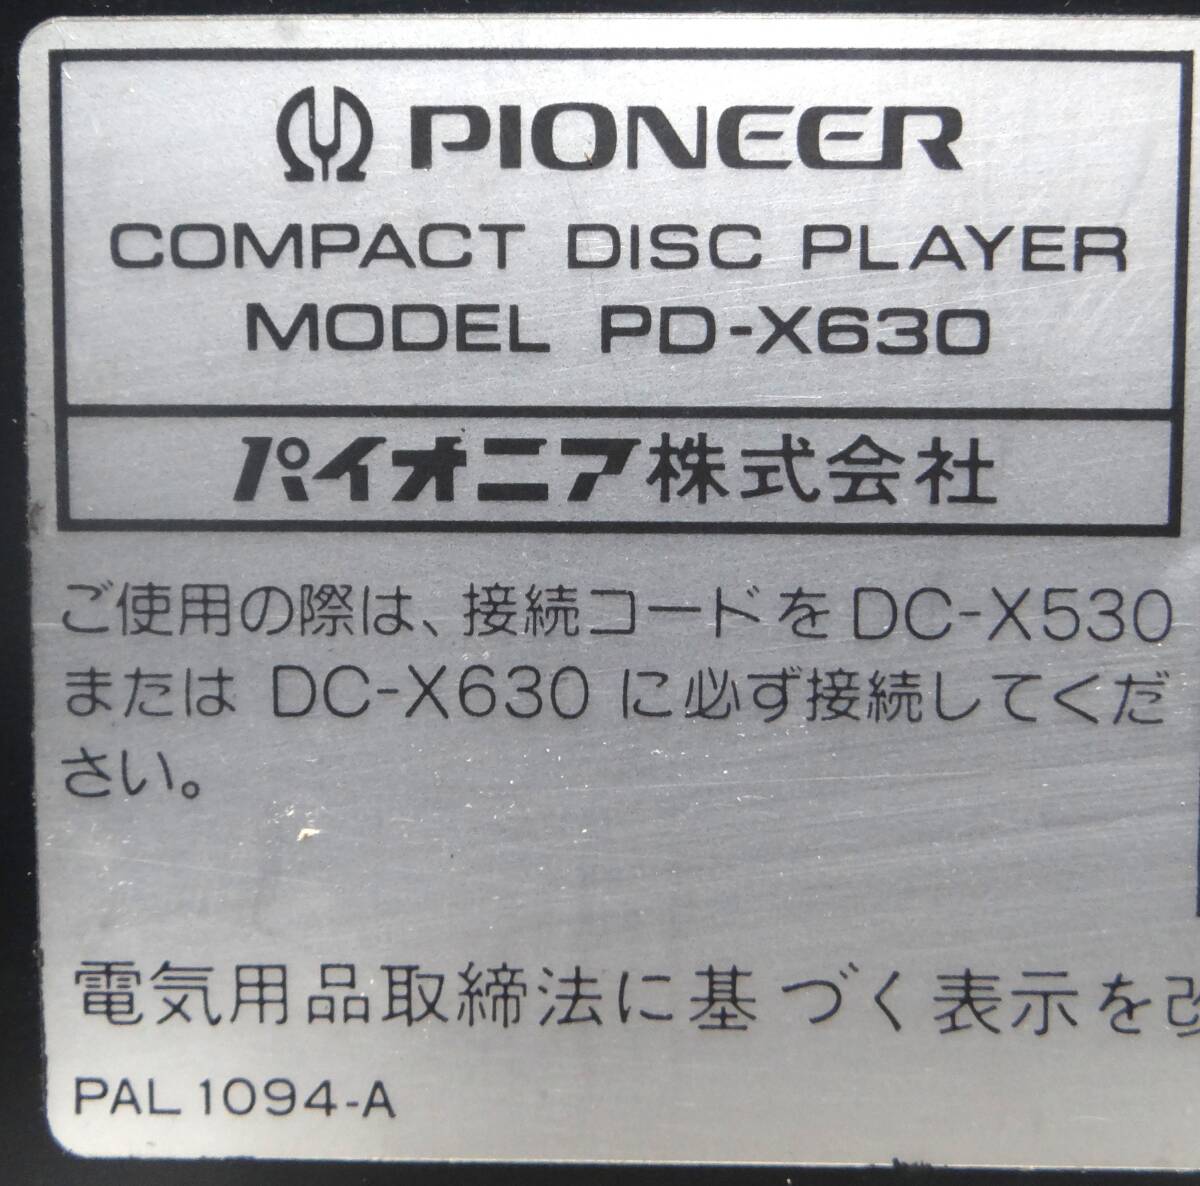 PIONEER
COMPACT DISC PLAYER
MODEL PD-X630
パイオニア株式会社
ご使用の際は、接続コードをDC-X530
またはDC-X630に必ず接続してくだ
さい。
電気用品取締法に基づく表示を改
PAL1094-A